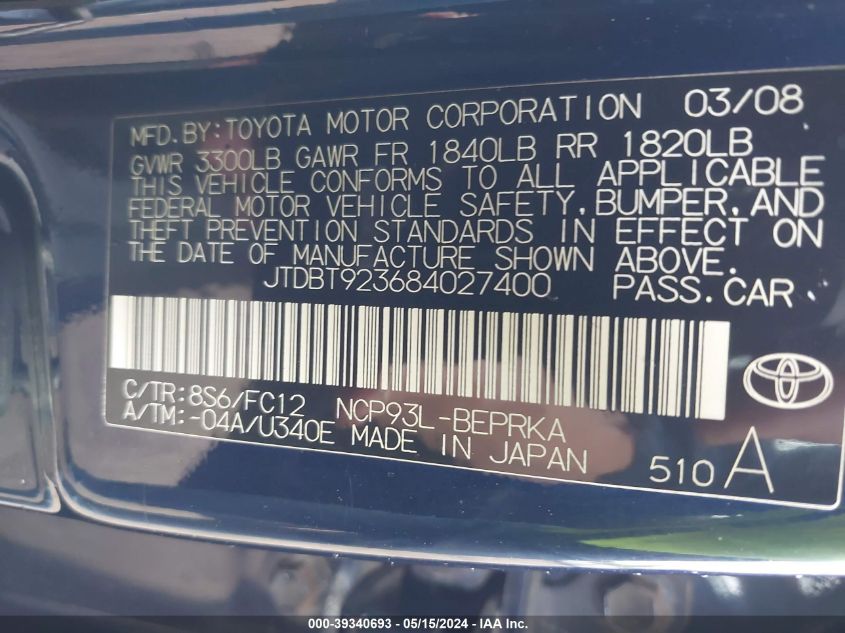 MFD.BY:TOYOTA MOTOR CORPORATION 03/08
GVWR 3300LB GAWR FR 1840LB RR 1820LB
THIS VEHICLE CONFORMS TO ALL APPLICABLE
FEDERAL MOTOR VEHICLE SAFETY,BUMPER,AND
THEFT PREVENTION STANDARDS IN EFFECT ON
THE DATE OF MANUFACTURE SHOWN ABOVE.
JTDBT923684027400 PASS.CAR
C/TR:8S6/FC12 NCP93L-BEPRKA
A/TM:-04A/U340E MADE IN JAPAN
510 A
000-39340693 - 05/15/2024 - © IAA Inc.